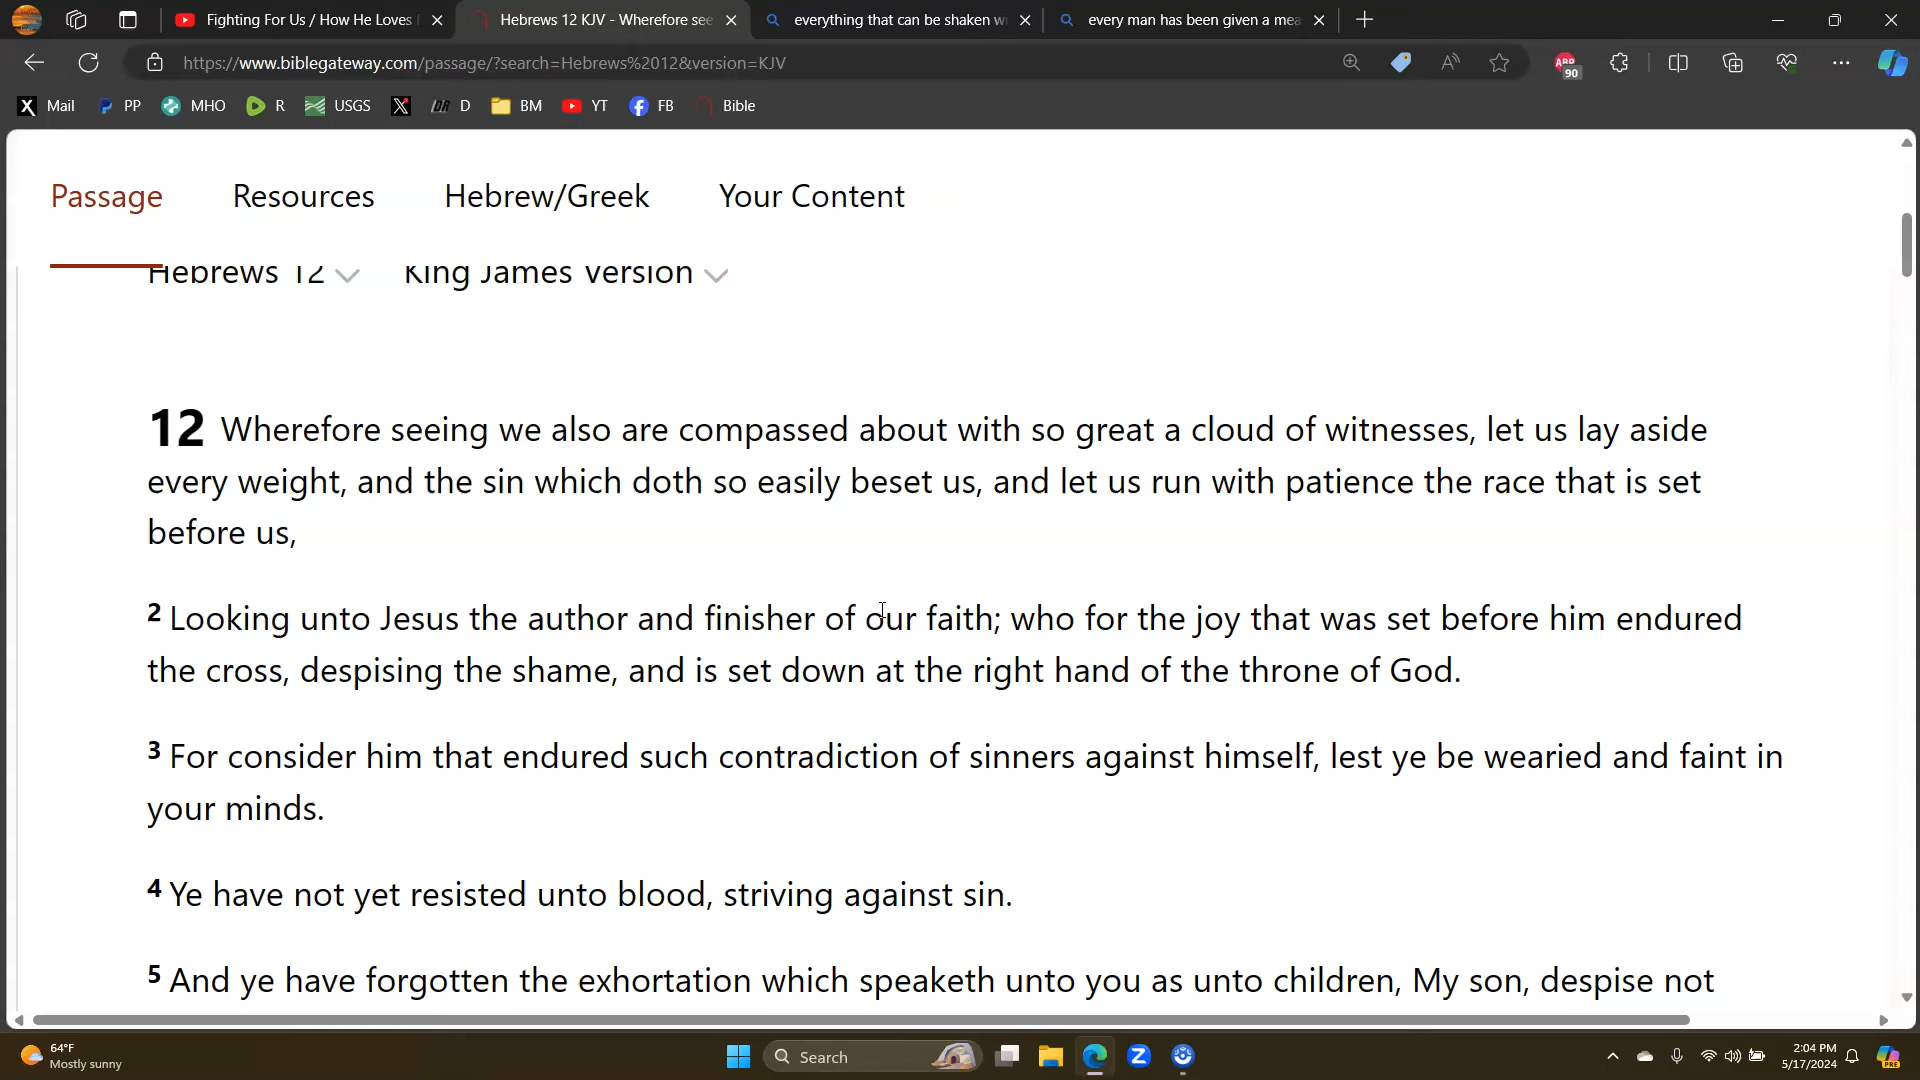 Fighting For Us / How He Loves
Hebrews 12 KJV - Wherefore see
everything that can be shaken w
every man has been given a mea
https://www.biblegateway.com/passage/?search=Hebrews%2012&version=KJV
ABP
90
Mail PP MHO R USGS D BM YT FB Bible
Passage Resources Hebrew/Greek Your Content
Hebrews 12 King James Version
12 Wherefore seeing we also are compassed about with so great a cloud of witnesses, let us lay aside
every weight, and the sin which doth so easily beset us, and let us run with patience the race that is set
before us,
2 Looking unto Jesus the author and finisher of our faith; who for the joy that was set before him endured
the cross, despising the shame, and is set down at the right hand of the throne of God.
3 For consider him that endured such contradiction of sinners against himself, lest ye be wearied and faint in
your minds.
4 Ye have not yet resisted unto blood, striving against sin.
5 And ye have forgotten the exhortation which speaketh unto you as unto children, My son, despise not
64°F
Mostly sunny
Search
2:04 PM
5/17/2024